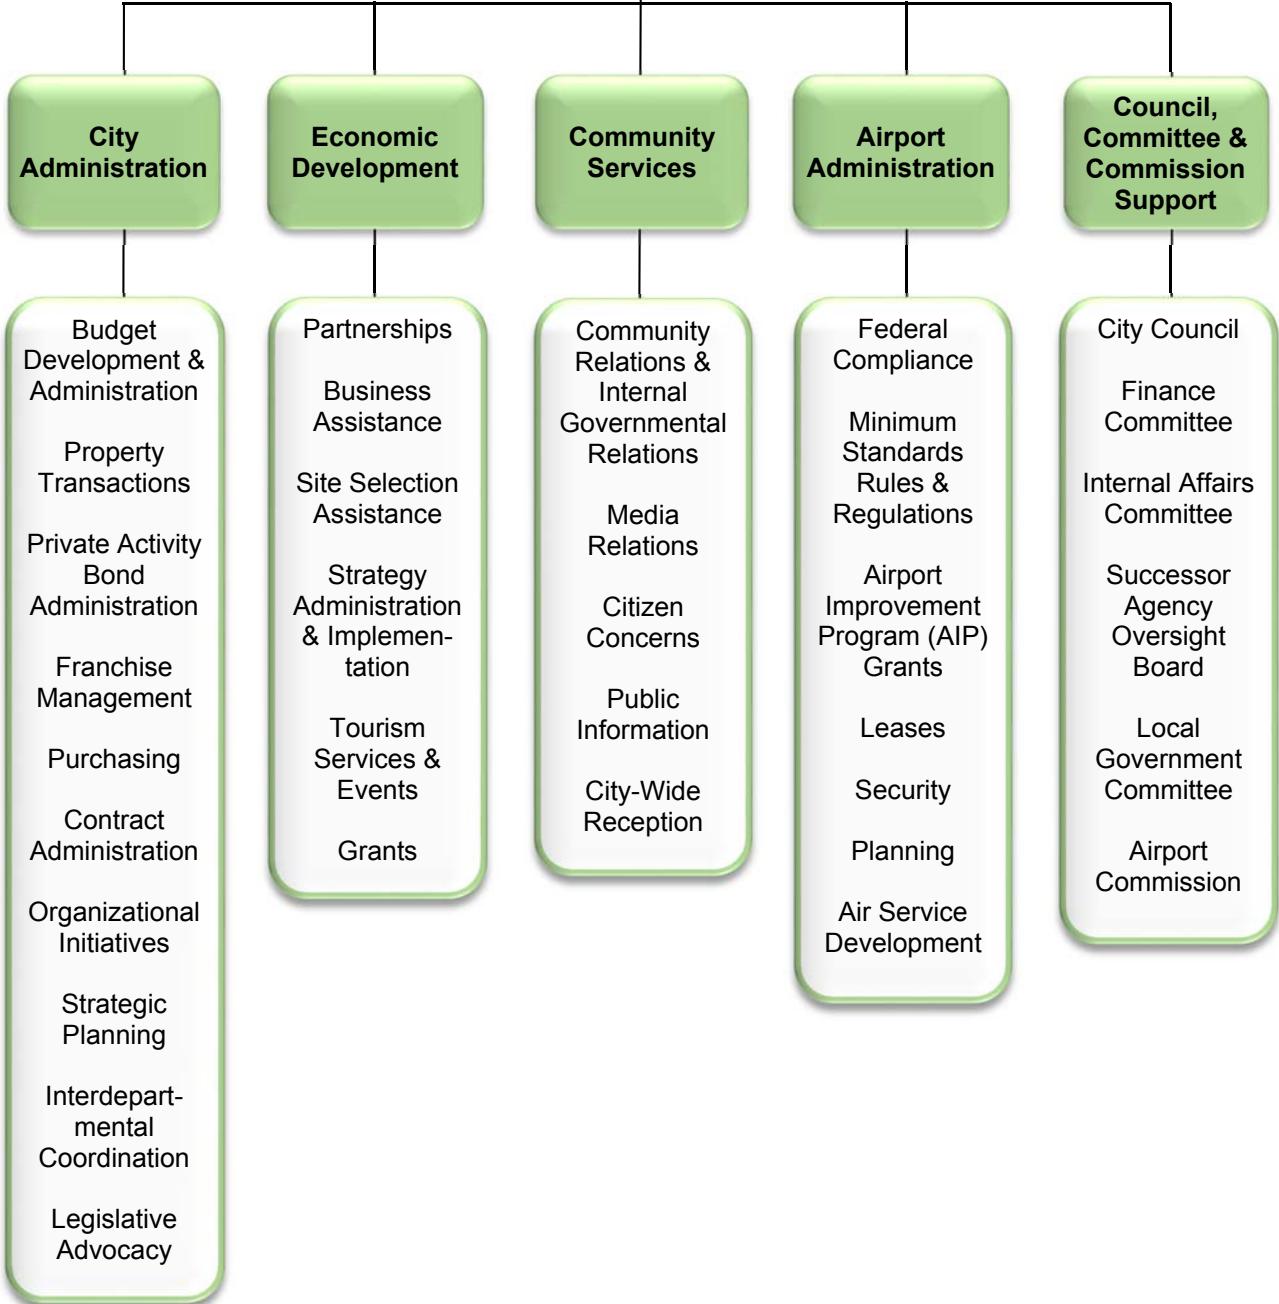 City
Administration
Economic
Development
Community
Services
Airport
Administration
Council,
Committee &
Commission
Support
Budget
Development &
Administration
Property
Transactions
Private Activity
Bond
Administration
Franchise
Management
Purchasing
Contract
Administration
Organizational
Initiatives
Strategic
Planning
Interdepart-
mental
Coordination
Legislative
Advocacy
Partnerships
Business
Assistance
Site Selection
Assistance
Strategy
Administration
& Implemen-
tation
Tourism
Services &
Events
Grants
Community
Relations &
Internal
Governmental
Relations
Media
Relations
Citizen
Concerns
Public
Information
City-Wide
Reception
Federal
Compliance
Minimum
Standards
Rules &
Regulations
Airport
Improvement
Program (AIP)
Grants
Leases
Security
Planning
Air Service
Development
City Council
Finance
Committee
Internal Affairs
Committee
Successor
Agency
Oversight
Board
Local
Government
Committee
Airport
Commission